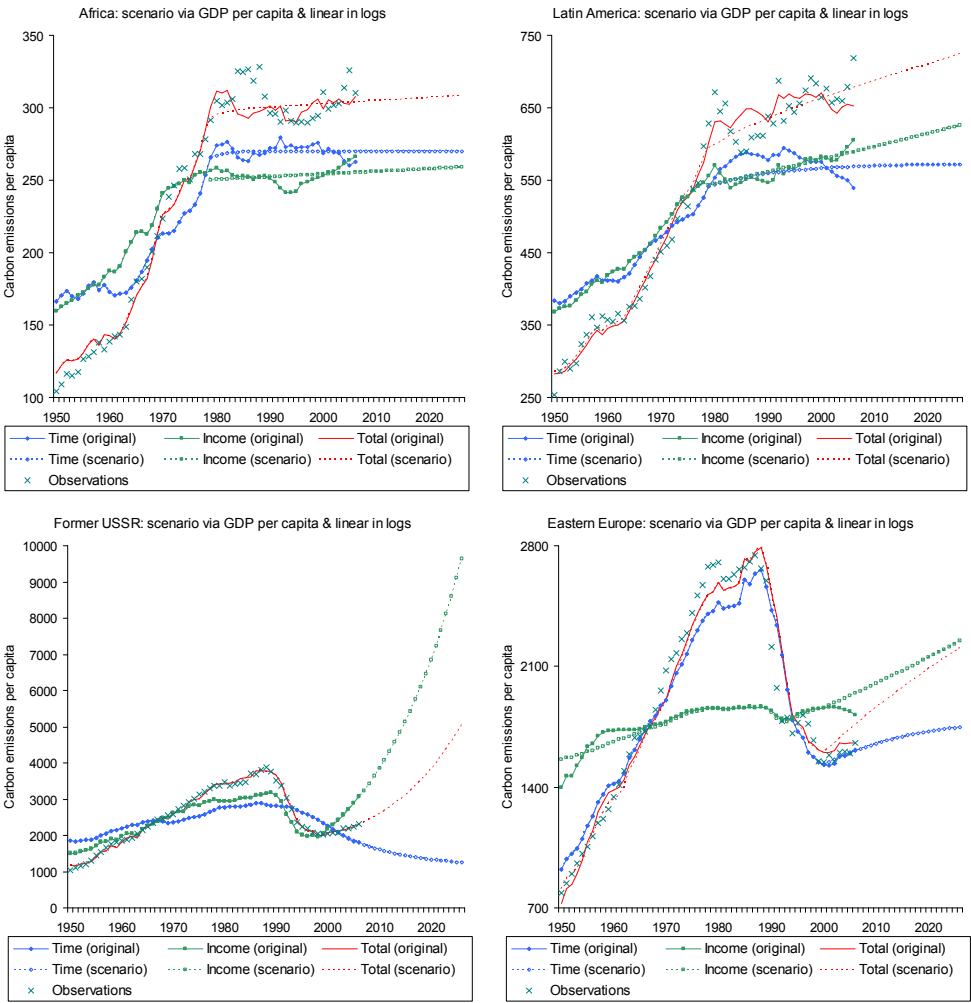 Africa: scenario via GDP per capita & linear in logs
Carbon emissions per capita
350
300
250
200
150
100
1950 1960 1970 1980 1990 2000 2010 2020
Time (original) Income (original) Total (original)
Time (scenario) Income (scenario) Total (scenario)
Observations
Latin America: scenario via GDP per capita & linear in logs
Carbon emissions per capita
750
650
550
450
350
250
1950 1960 1970 1980 1990 2000 2010 2020
Time (original) Income (original) Total (original)
Time (scenario) Income (scenario) Total (scenario)
Observations
Former USSR: scenario via GDP per capita & linear in logs
Carbon emissions per capita
10000
9000
8000
7000
6000
5000
4000
3000
2000
1000
0
1950 1960 1970 1980 1990 2000 2010 2020
Time (original) Income (original) Total (original)
Time (scenario) Income (scenario) Total (scenario)
Observations
Eastern Europe: scenario via GDP per capita & linear in logs
Carbon emissions per capita
2800
2100
1400
700
1950 1960 1970 1980 1990 2000 2010 2020
Time (original) Income (original) Total (original)
Time (scenario) Income (scenario) Total (scenario)
Observations